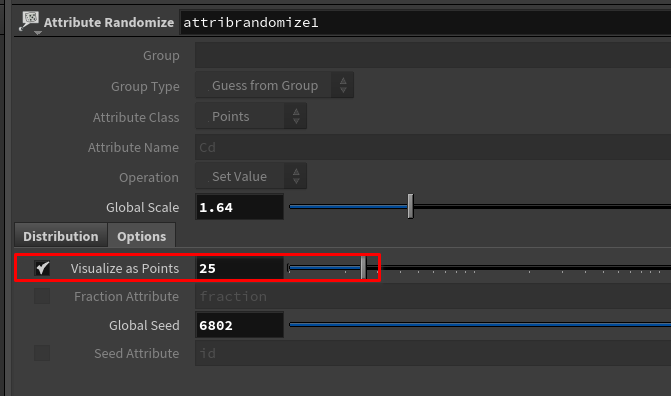 Attribute Randomize attribrandomize1
Group
Group Type Guess from Group
Attribute Class Points
Attribute Name Cd
Operation Set Value
Global Scale 1.64
Distribution Options
Visualize as Points 25
Fraction Attribute fraction
Global Seed 6802
Seed Attribute id